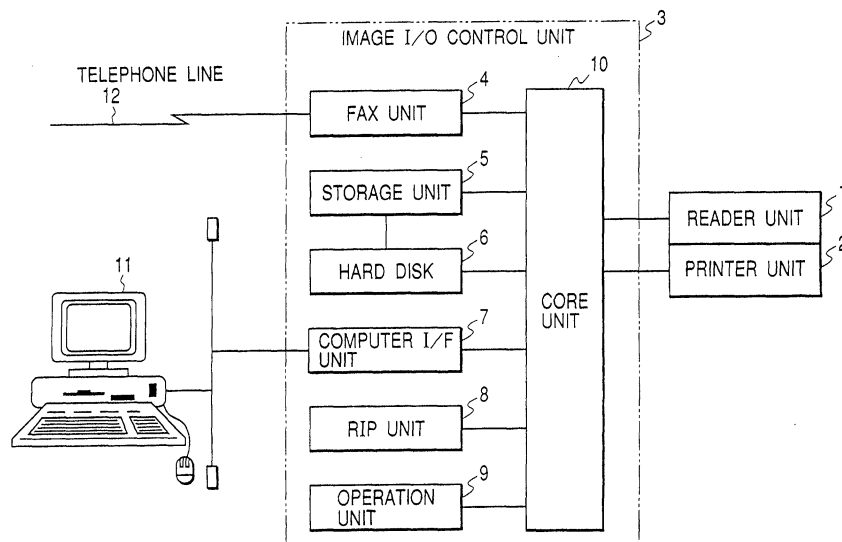 IMAGE I/O CONTROL UNIT
3
TELEPHONE LINE
12
10
4
FAX UNIT
5
STORAGE UNIT
6
HARD DISK
7
COMPUTER I/F
UNIT
8
RIP UNIT
9
OPERATION
UNIT
CORE
UNIT
1
READER UNIT
2
PRINTER UNIT
11